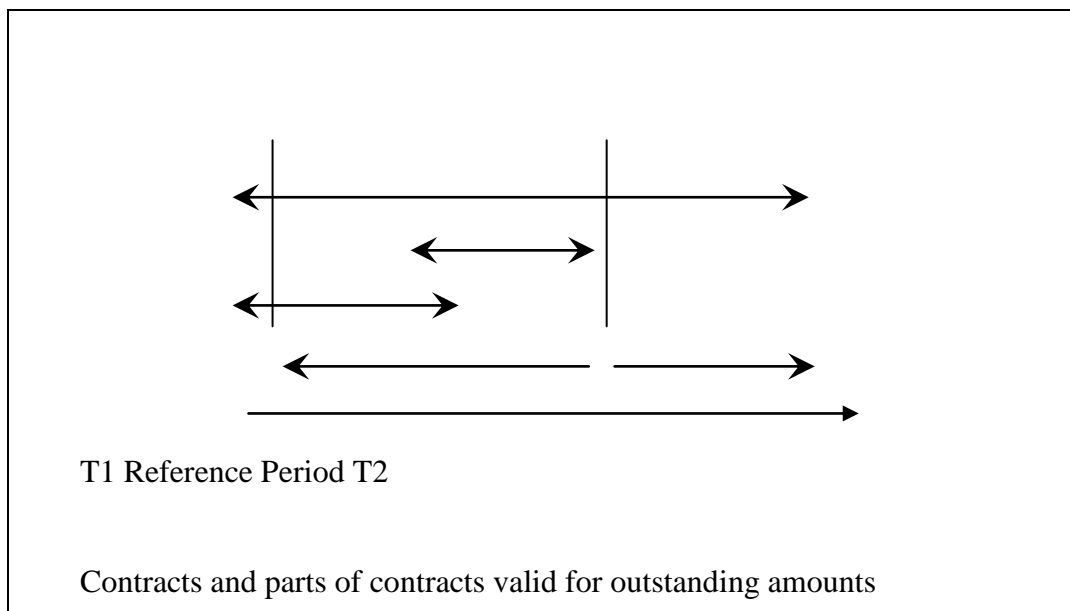 T1 Reference Period T2
Contracts and parts of contracts valid for outstanding amounts